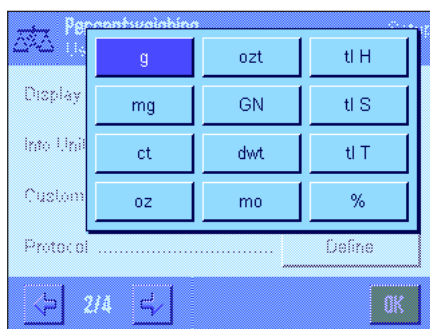 Percentweighing
g ozt tl H
Display
mg GN tl S
Into Unit
ct dwt tl T
Custom
oz mo %
Protocol .................................... Define
2/4 OK